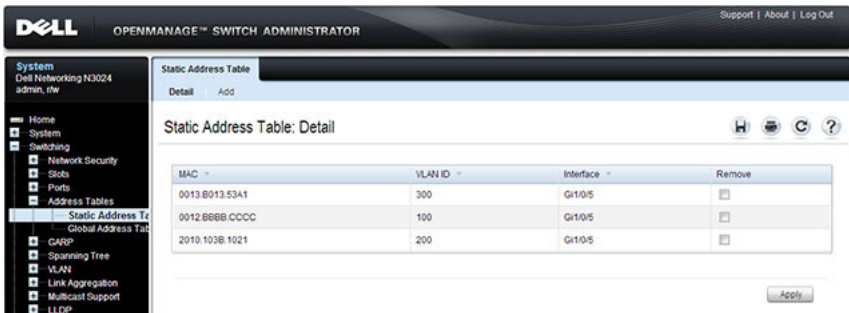 Support | About | Log Out
DELL OPENMANAGE™ SWITCH ADMINISTRATOR
System
Dell Networking N3024
admin, r/w
Home
System
Switching
Network Security
Slots
Ports
Address Tables
Static Address Ta
Global Address Tab
GARP
Spanning Tree
VLAN
Link Aggregation
Multicast Support
LLDP
Static Address Table
Detail Add
Static Address Table: Detail
MAC VLAN ID Interface Remove
0013.B013.53A1 300 Gi1/0/5
0012.BBBB.CCCC 100 Gi1/0/5
2010.103B.1021 200 Gi1/0/5
Apply